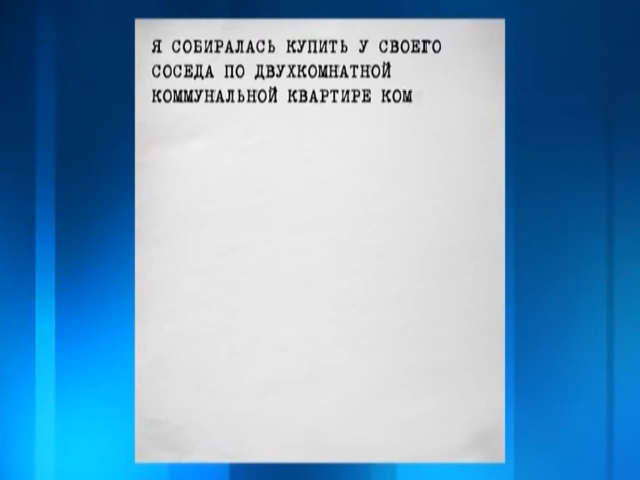 Я СОБИРАЛАСЬ КУПИТЬ У СВОЕГО
СОСЕДА ПО ДВУХКОМНАТНОЙ
КОММУНАЛЬНОЙ КВАРТИРЕ КОМ